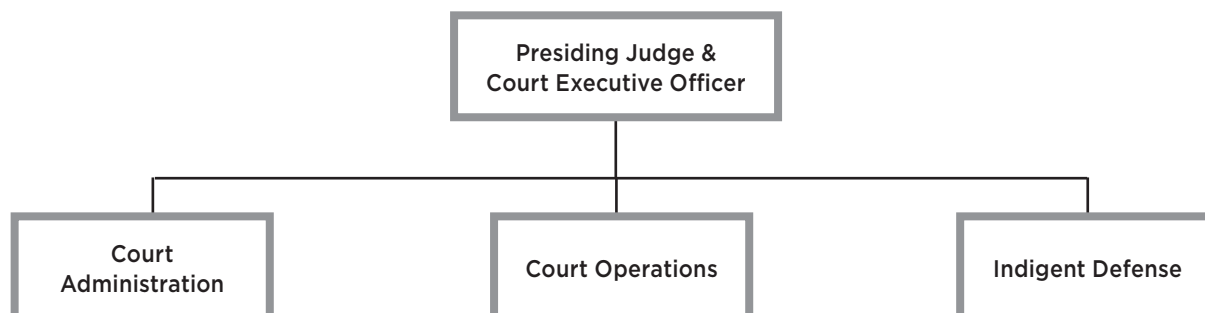 Presiding Judge &
Court Executive Officer
Court
Administration
Court Operations
Indigent Defense